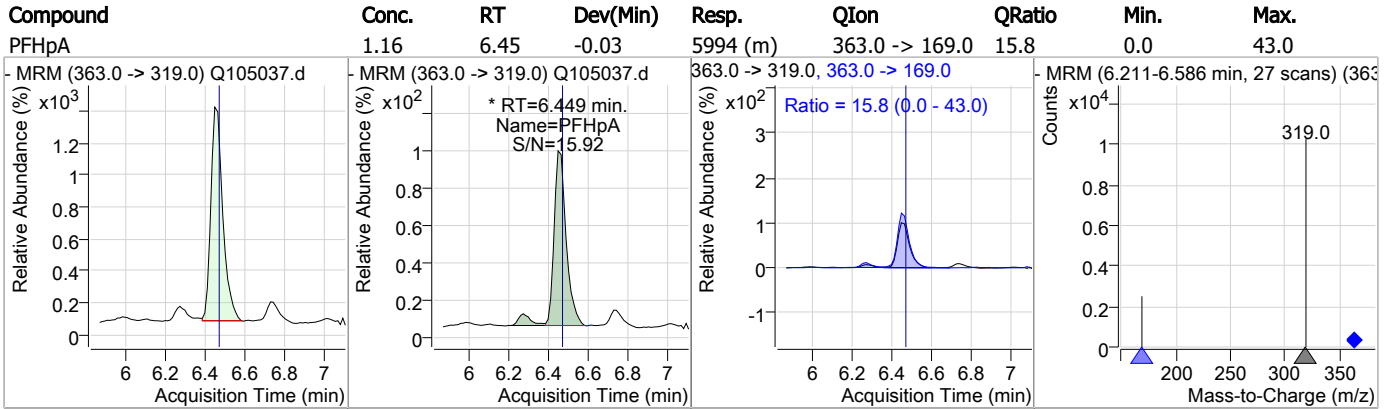 Compound Conc. RT Dev(Min) Resp. QIon QRatio Min. Max.
PFHpA 1.16 6.45 -0.03 5994 (m) 363.0 -> 169.0 15.8 0.0 43.0
- MRM (363.0 -> 319.0) Q105037.d
x10³
Relative Abundance (%)
1.2
1
0.8
0.6
0.4
0.2
0
6 6.2 6.4 6.6 6.8 7
Acquisition Time (min)
- MRM (363.0 -> 319.0) Q105037.d
x10²
* RT=6.449 min.
Name=PFHpA
S/N=15.92
Relative Abundance (%)
1
0.8
0.6
0.4
0.2
0
6 6.2 6.4 6.6 6.8 7
Acquisition Time (min)
363.0 -> 319.0, 363.0 -> 169.0
x10²
Ratio = 15.8 (0.0 - 43.0)
Relative Abundance (%)
3
2
1
0
-1
6 6.2 6.4 6.6 6.8 7
Acquisition Time (min)
- MRM (6.211-6.586 min, 27 scans) (363
x10⁴
Counts
319.0
1
0.8
0.6
0.4
0.2
0
200 250 300 350
Mass-to-Charge (m/z)